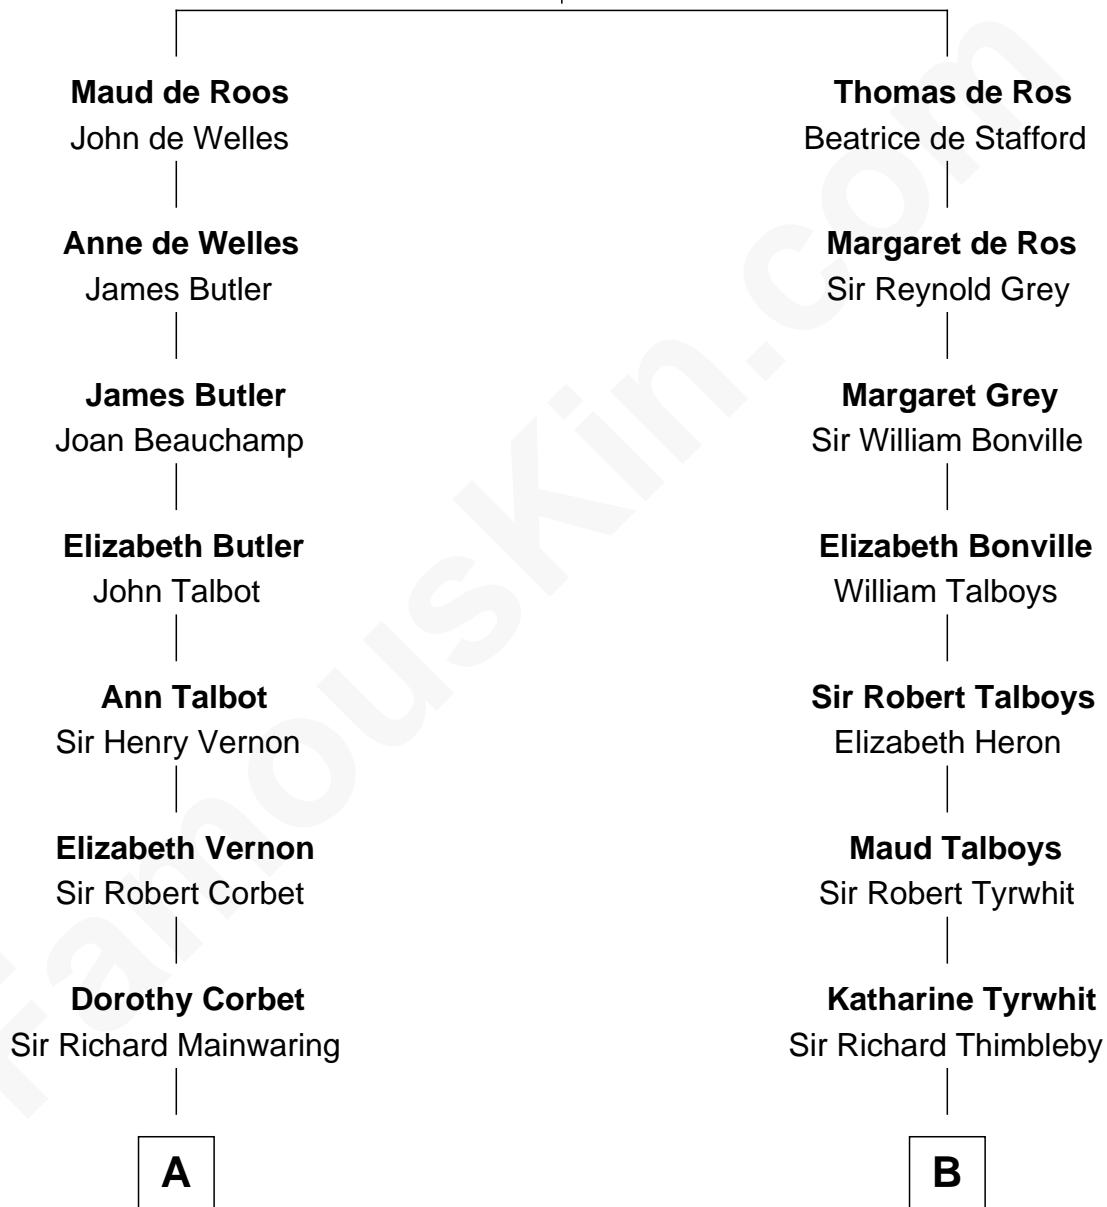 Maud de Roos
John de Welles
Anne de Welles
James Butler
James Butler
Joan Beauchamp
Elizabeth Butler
John Talbot
Ann Talbot
Sir Henry Vernon
Elizabeth Vernon
Sir Robert Corbet
Dorothy Corbet
Sir Richard Mainwaring
A
Thomas de Ros
Beatrice de Stafford
Margaret de Ros
Sir Reynold Grey
Margaret Grey
Sir William Bonville
Elizabeth Bonville
William Talboys
Sir Robert Talboys
Elizabeth Heron
Maud Talboys
Sir Robert Tyrwhit
Katharine Tyrwhit
Sir Richard Thimbleby
B
FamousKin.com